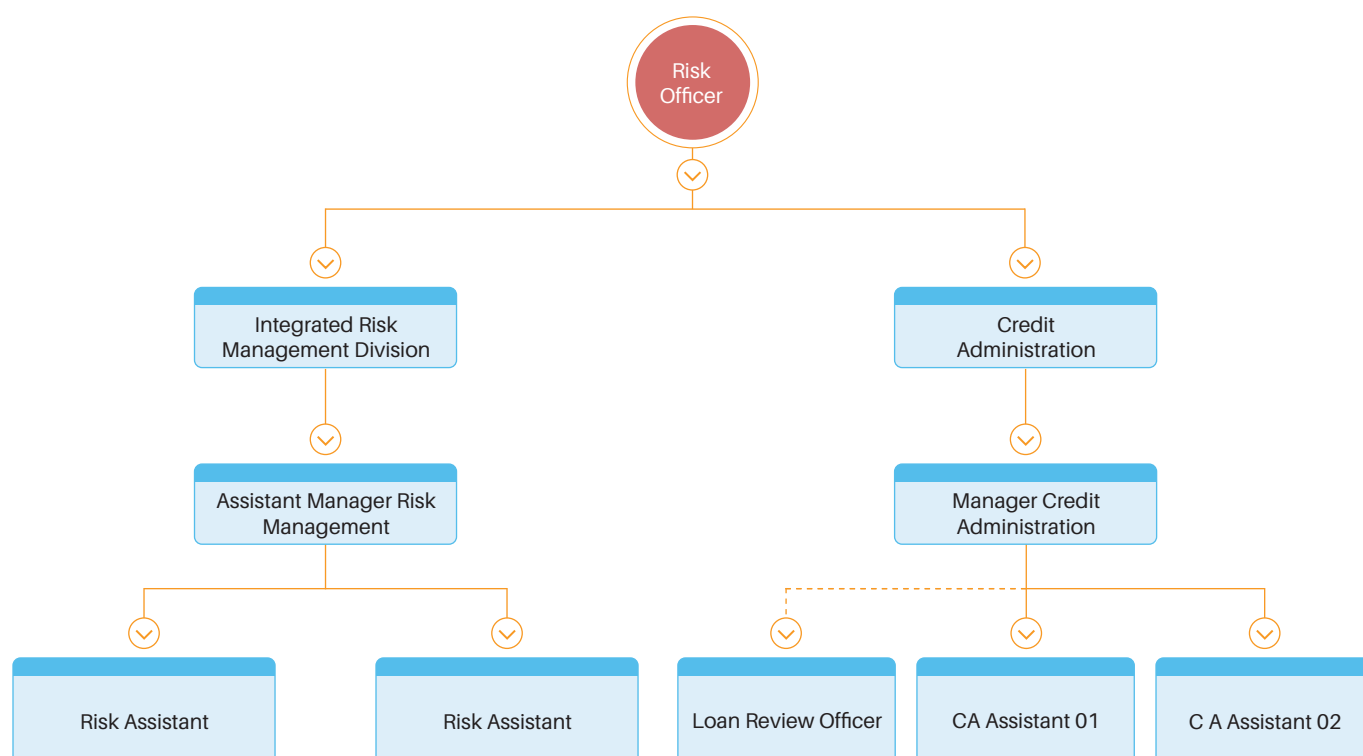 Risk
Officer
Integrated Risk
Management Division
Credit
Administration
Assistant Manager Risk
Management
Manager Credit
Administration
Risk Assistant
Risk Assistant
Loan Review Officer
CA Assistant 01
C A Assistant 02